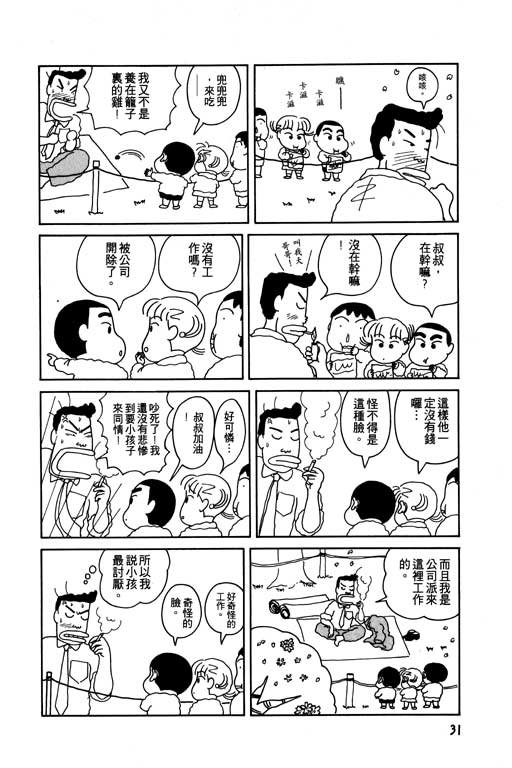 咳咳。
瞧——
卡滋
卡滋
兜兜兜
——，來吃
我又不是
養在籠子
裏的雞！
叔叔，
在幹嘛？
沒在幹嘛
！
叫我大
哥哥！
沒有工
作嗎？
被公司
開除了。
這樣他一
定沒有錢
囉…
怪不得是
這種臉。
好可憐…
叔叔加油
！
吵死了！我
還沒有悲慘
到要小孩子
來同情！
而且我是
公司派來
這裡工作
的。
好奇怪的
工作。
奇怪的
臉。
所以我
說小孩
最討厭。
31